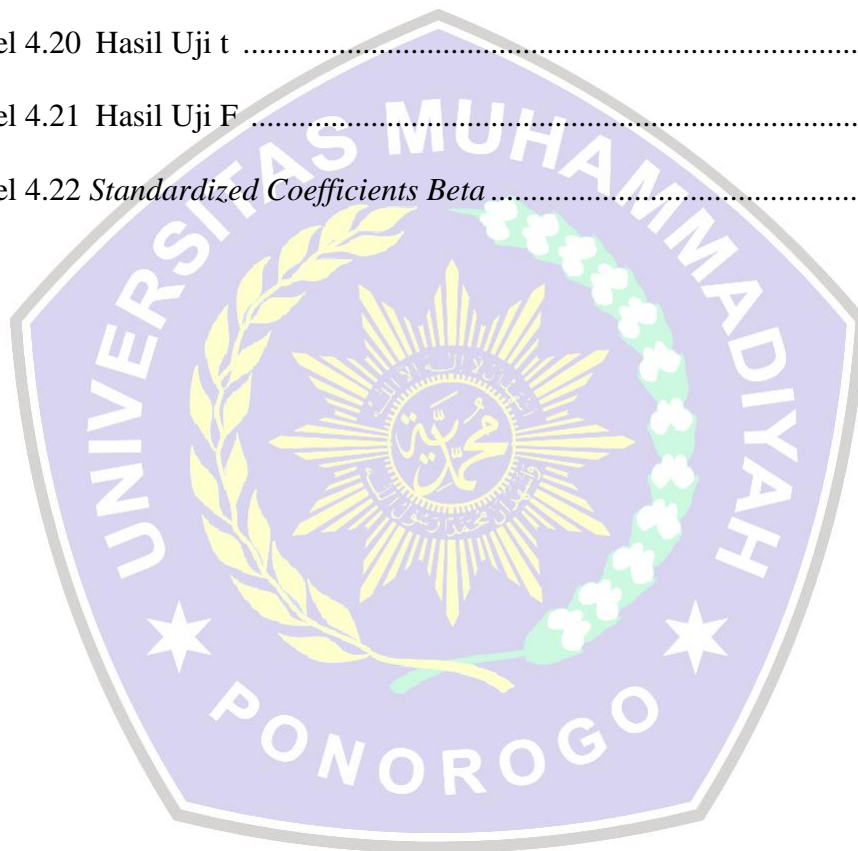 el 4.20 Hasil Uji t ................................................................................
el 4.21 Hasil Uji F ...............................................................................
el 4.22 Standardized Coefficients Beta ..............................................
UNIVERSITAS MUHAMMADIYAH
محمدية
PONOROGO